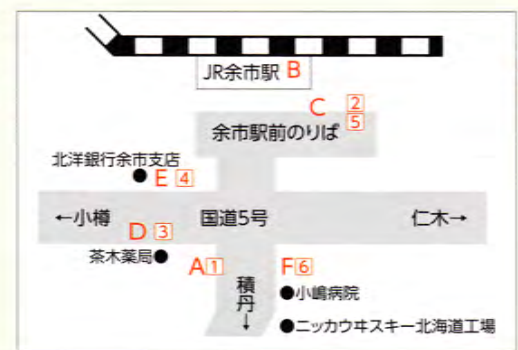 JR余市駅 B
C 2
余市駅前のりば 5
北洋銀行余市支店
● E 4
←小樽 国道5号 仁木→
D 3
茶木薬局●
A 1 F 6
積丹↓
●小嶋病院
●ニッカウヰスキー北海道工場